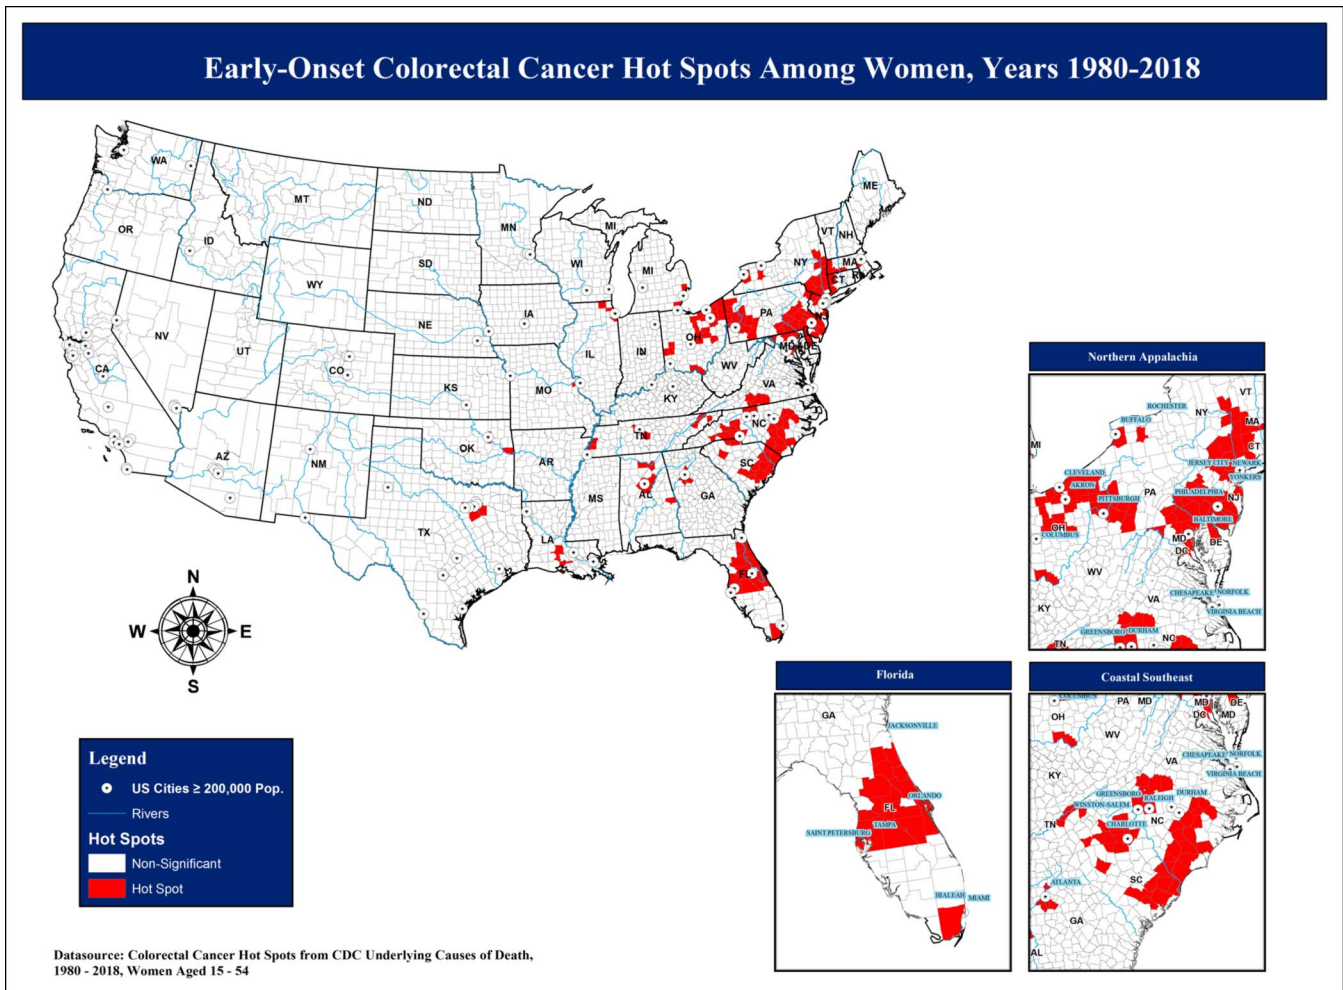 Early-Onset Colorectal Cancer Hot Spots Among Women, Years 1980-2018
WA
MT
ND
MN
MI
ME
OR
ID
SD
WI
MI
NY
VT
NH
MA
CT
RI
WY
IA
NE
PA
NJ
OH
NV
UT
IL
IN
MD
DE
CO
WV
CA
KS
MO
VA
KY
NC
TN
OK
AR
AZ
NM
SC
MS
AL
GA
TX
LA
FL
N
W
E
S
Northern Appalachia
VT
ROCHESTER
NY
BUFFALO
MA
MI
CT
JERSEY CITY
NEWARK
CLEVELAND
YONKERS
AKRON
PA
PHILADELPHIA
PITTSBURGH
NJ
BALTIMORE
OH
COLUMBUS
MD
DE
DC
WV
CHESAPEAKE
NORFOLK
VA
KY
VIRGINIA BEACH
GREENSBORO
DURHAM
NC
TN
Florida
GA
JACKSONVILLE
ORLANDO
FL
TAMPA
SAINT PETERSBURG
HIALEAH
MIAMI
Coastal Southeast
COLUMBUS
PA
MD
MD
DE
OH
DC
MD
WV
CHESAPEAKE
NORFOLK
VA
KY
VIRGINIA BEACH
GREENSBORO
DURHAM
RALEIGH
WINSTON-SALEM
TN
CHARLOTTE
NC
SC
ATLANTA
GA
AL
Legend
US Cities ≥ 200,000 Pop.
Rivers
Hot Spots
Non-Significant
Hot Spot
Datasource: Colorectal Cancer Hot Spots from CDC Underlying Causes of Death,
1980 - 2018, Women Aged 15 - 54